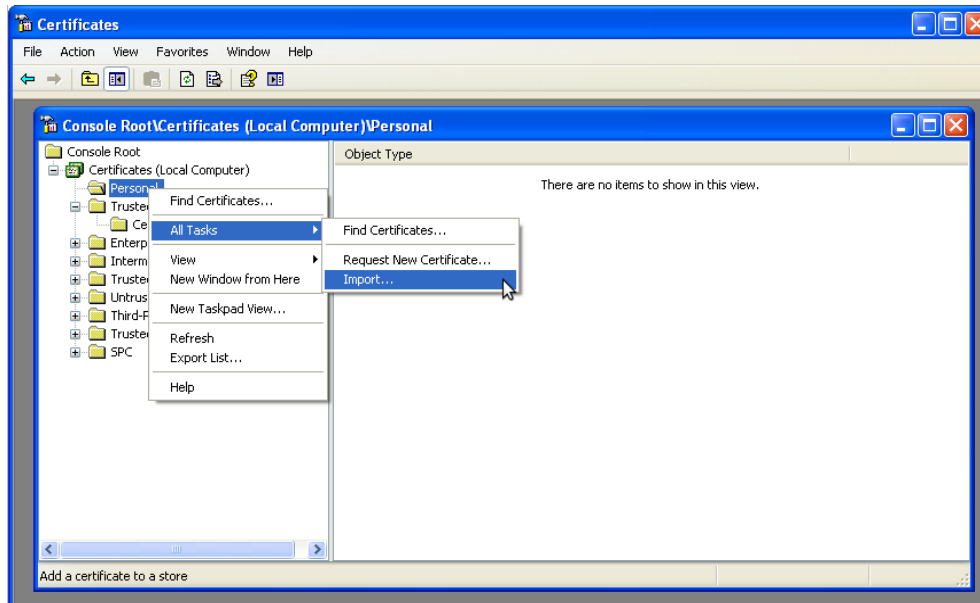 Certificates
File Action View Favorites Window Help
Console Root\Certificates (Local Computer)\Personal
Console Root
Certificates (Local Computer)
Personal
Trusted
Ce
Enterp
Interm
Trusted
Untrus
Third-P
Trusted
SPC
Find Certificates...
All Tasks
View
New Window from Here
New Taskpad View...
Refresh
Export List...
Help
Find Certificates...
Request New Certificate...
Import...
Object Type
There are no items to show in this view.
Add a certificate to a store